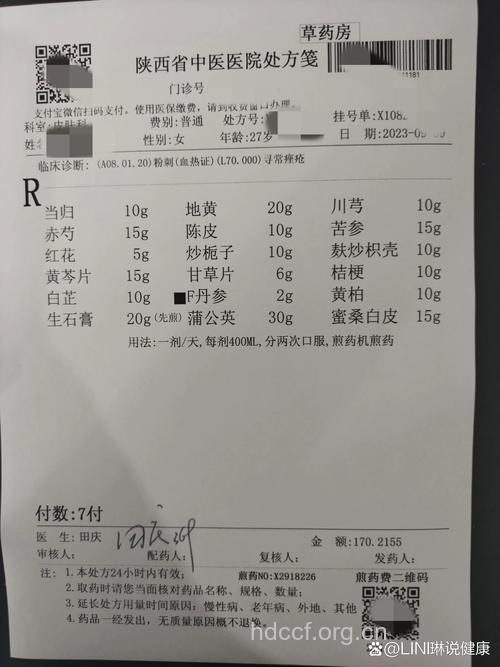 草药房
陕西省中医医院处方笺
1181
门诊号
支付宝微信扫码支付。使用医保缴费，请到收费窗口办理。
科室:皮肤科 费别:普通 处方号: 挂号单:X1082
姓名 性别:女 年龄:27岁 日期:2023-09-09
临床诊断: (A08.01.20)粉刺(血热证)(L70.000)寻常痤疮
R
当归 10g 地黄 20g 川芎 10g
赤芍 15g 陈皮 10g 苦参 15g
红花 5g 炒栀子 10g 麸炒枳壳 10g
黄芩片 15g 甘草片 6g 桔梗 10g
白芷 10g ■F丹参 2g 黄柏 10g
生石膏 20g(先煎) 蒲公英 30g 蜜桑白皮 15g
用法:一剂/天,每剂400ML,分两次口服,煎药机煎药
付数:7付
医 生: 田庆 金 额: 170.2155
审核人: 配药人: 复核人: 发药人:
注: 1.本处方24小时内有效; 煎药NO:X2918226 煎药费二维码
2.取药时请您当面核对药品名称、规格、数量;
3.延长处方用量时间原因: 慢性病、老年病、外地、其他
4.药品一经发出, 无质量原因概不退换。
hdccf.org.cn
@LINI琳说健康